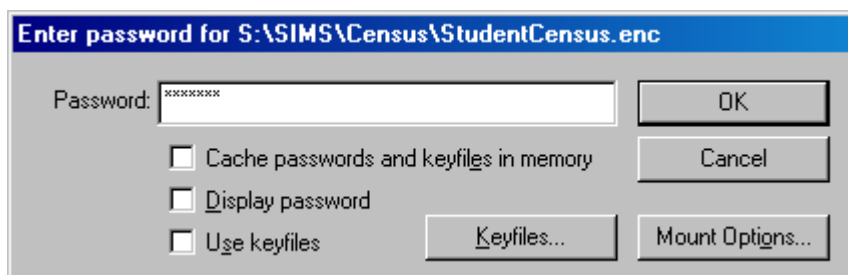 Enter password for S:\SIMS\Census\StudentCensus.enc
Password: ******* OK
Cache passwords and keyfiles in memory Cancel
Display password
Use keyfiles Keyfiles... Mount Options...